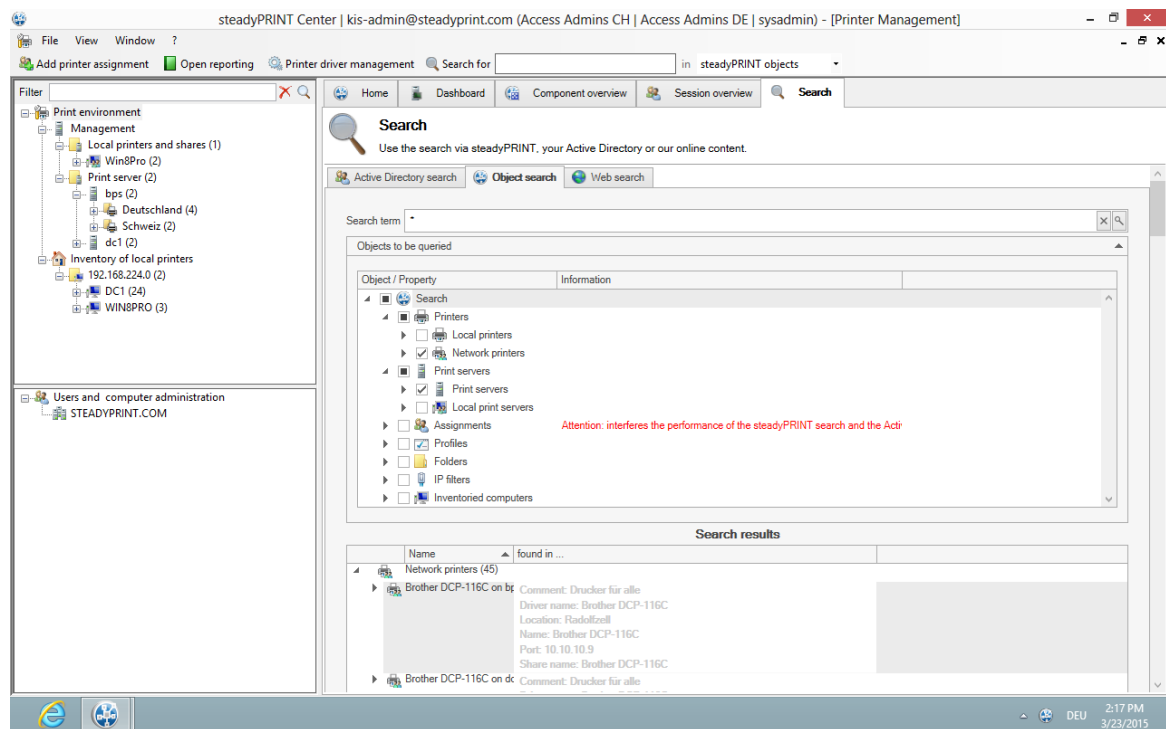 steadyPRINT Center | kis-admin@steadyprint.com (Access Admins CH | Access Admins DE | sysadmin) - [Printer Management]
File View Window ?
Add printer assignment Open reporting Printer driver management Search for in steadyPRINT objects
Filter
Print environment
Management
Local printers and shares (1)
Win8Pro (2)
Print server (2)
bps (2)
Deutschland (4)
Schweiz (2)
dc1 (2)
Inventory of local printers
192.168.224.0 (2)
DC1 (24)
WIN8PRO (3)
Users and computer administration
STEADYPRINT.COM
Home Dashboard Component overview Session overview Search
Search
Use the search via steadyPRINT, your Active Directory or our online content.
Active Directory search Object search Web search
Search term *
Objects to be queried
Object / Property Information
Search
Printers
Local printers
Network printers
Print servers
Print servers
Local print servers
Assignments Attention: interferes the performance of the steadyPRINT search and the Acti
Profiles
Folders
IP filters
Inventoried computers
Search results
Name found in ...
Network printers (45)
Brother DCP-116C on bp Comment: Drucker für alle
Driver name: Brother DCP-116C
Location: Radolfzell
Name: Brother DCP-116C
Port: 10.10.10.9
Share name: Brother DCP-116C
Brother DCP-116C on dc Comment: Drucker für alle
DEU 2:17 PM
3/23/2015